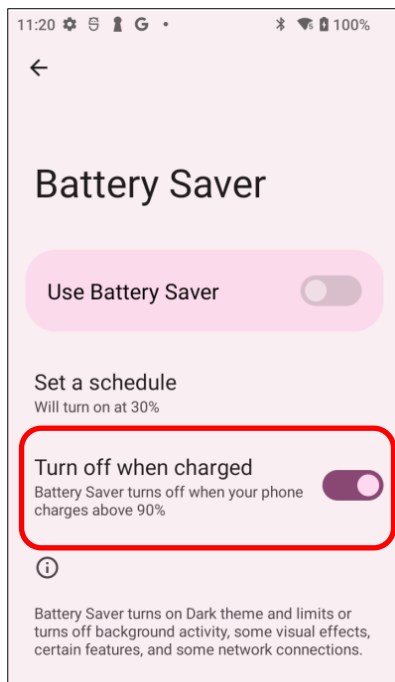 11:20 G 100%
Battery Saver
Use Battery Saver
Set a schedule
Will turn on at 30%
Turn off when charged
Battery Saver turns off when your phone
charges above 90%
Battery Saver turns on Dark theme and limits or
turns off background activity, some visual effects,
certain features, and some network connections.